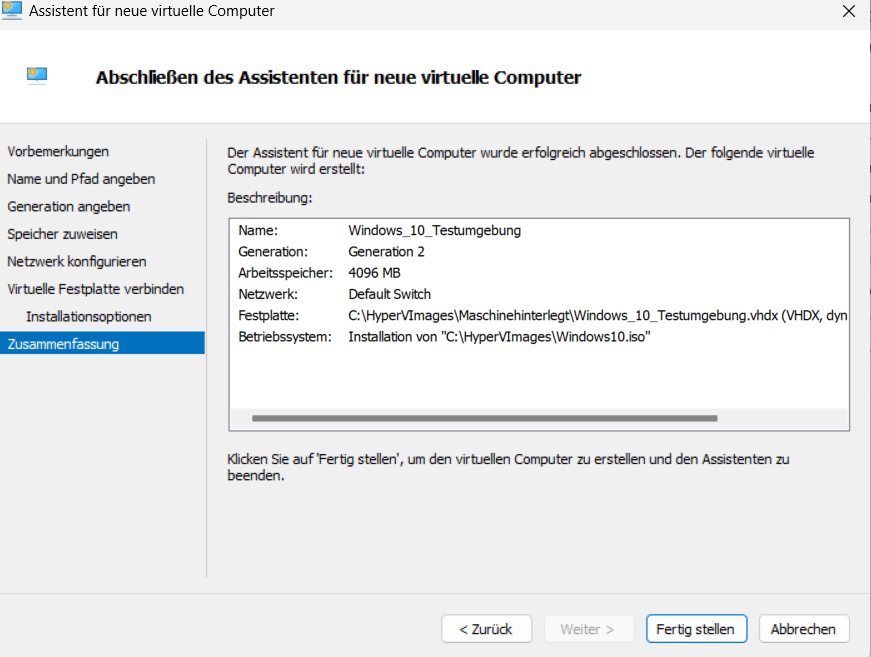 Assistent für neue virtuelle Computer
Abschließen des Assistenten für neue virtuelle Computer
Vorbemerkungen
Name und Pfad angeben
Generation angeben
Speicher zuweisen
Netzwerk konfigurieren
Virtuelle Festplatte verbinden
Installationsoptionen
Zusammenfassung
Der Assistent für neue virtuelle Computer wurde erfolgreich abgeschlossen. Der folgende virtuelle
Computer wird erstellt:
Beschreibung:
Name: Windows_10_Testumgebung
Generation: Generation 2
Arbeitsspeicher: 4096 MB
Netzwerk: Default Switch
Festplatte: C:\HyperVImages\Maschinehinterlegt\Windows_10_Testumgebung.vhdx (VHDX, dyn
Betriebssystem: Installation von "C:\HyperVImages\Windows10.iso"
Klicken Sie auf 'Fertig stellen', um den virtuellen Computer zu erstellen und den Assistenten zu
beenden.
< Zurück
Weiter >
Fertig stellen
Abbrechen